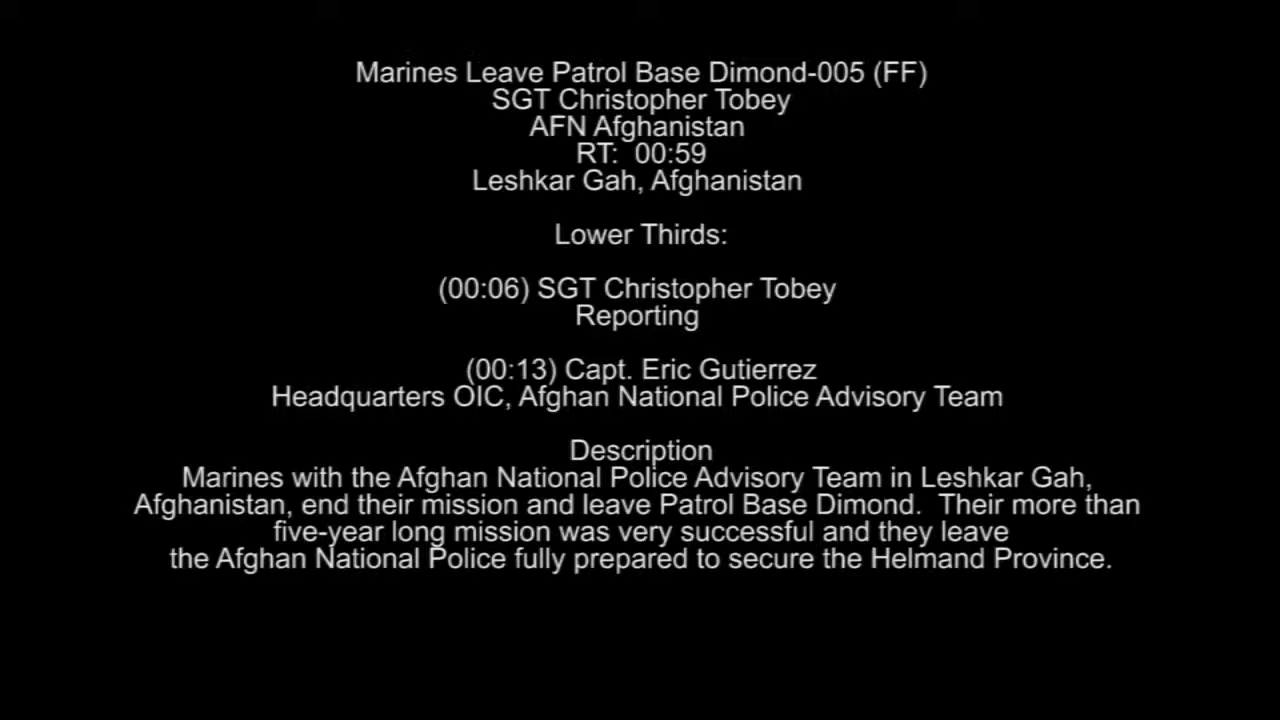 Marines Leave Patrol Base Dimond-005 (FF)
SGT Christopher Tobey
AFN Afghanistan
RT:  00:59
Leshkar Gah, Afghanistan
Lower Thirds:
(00:06) SGT Christopher Tobey
Reporting
(00:13) Capt. Eric Gutierrez
Headquarters OIC, Afghan National Police Advisory Team
Description
Marines with the Afghan National Police Advisory Team in Leshkar Gah,
Afghanistan, end their mission and leave Patrol Base Dimond.  Their more than
five-year long mission was very successful and they leave
the Afghan National Police fully prepared to secure the Helmand Province.